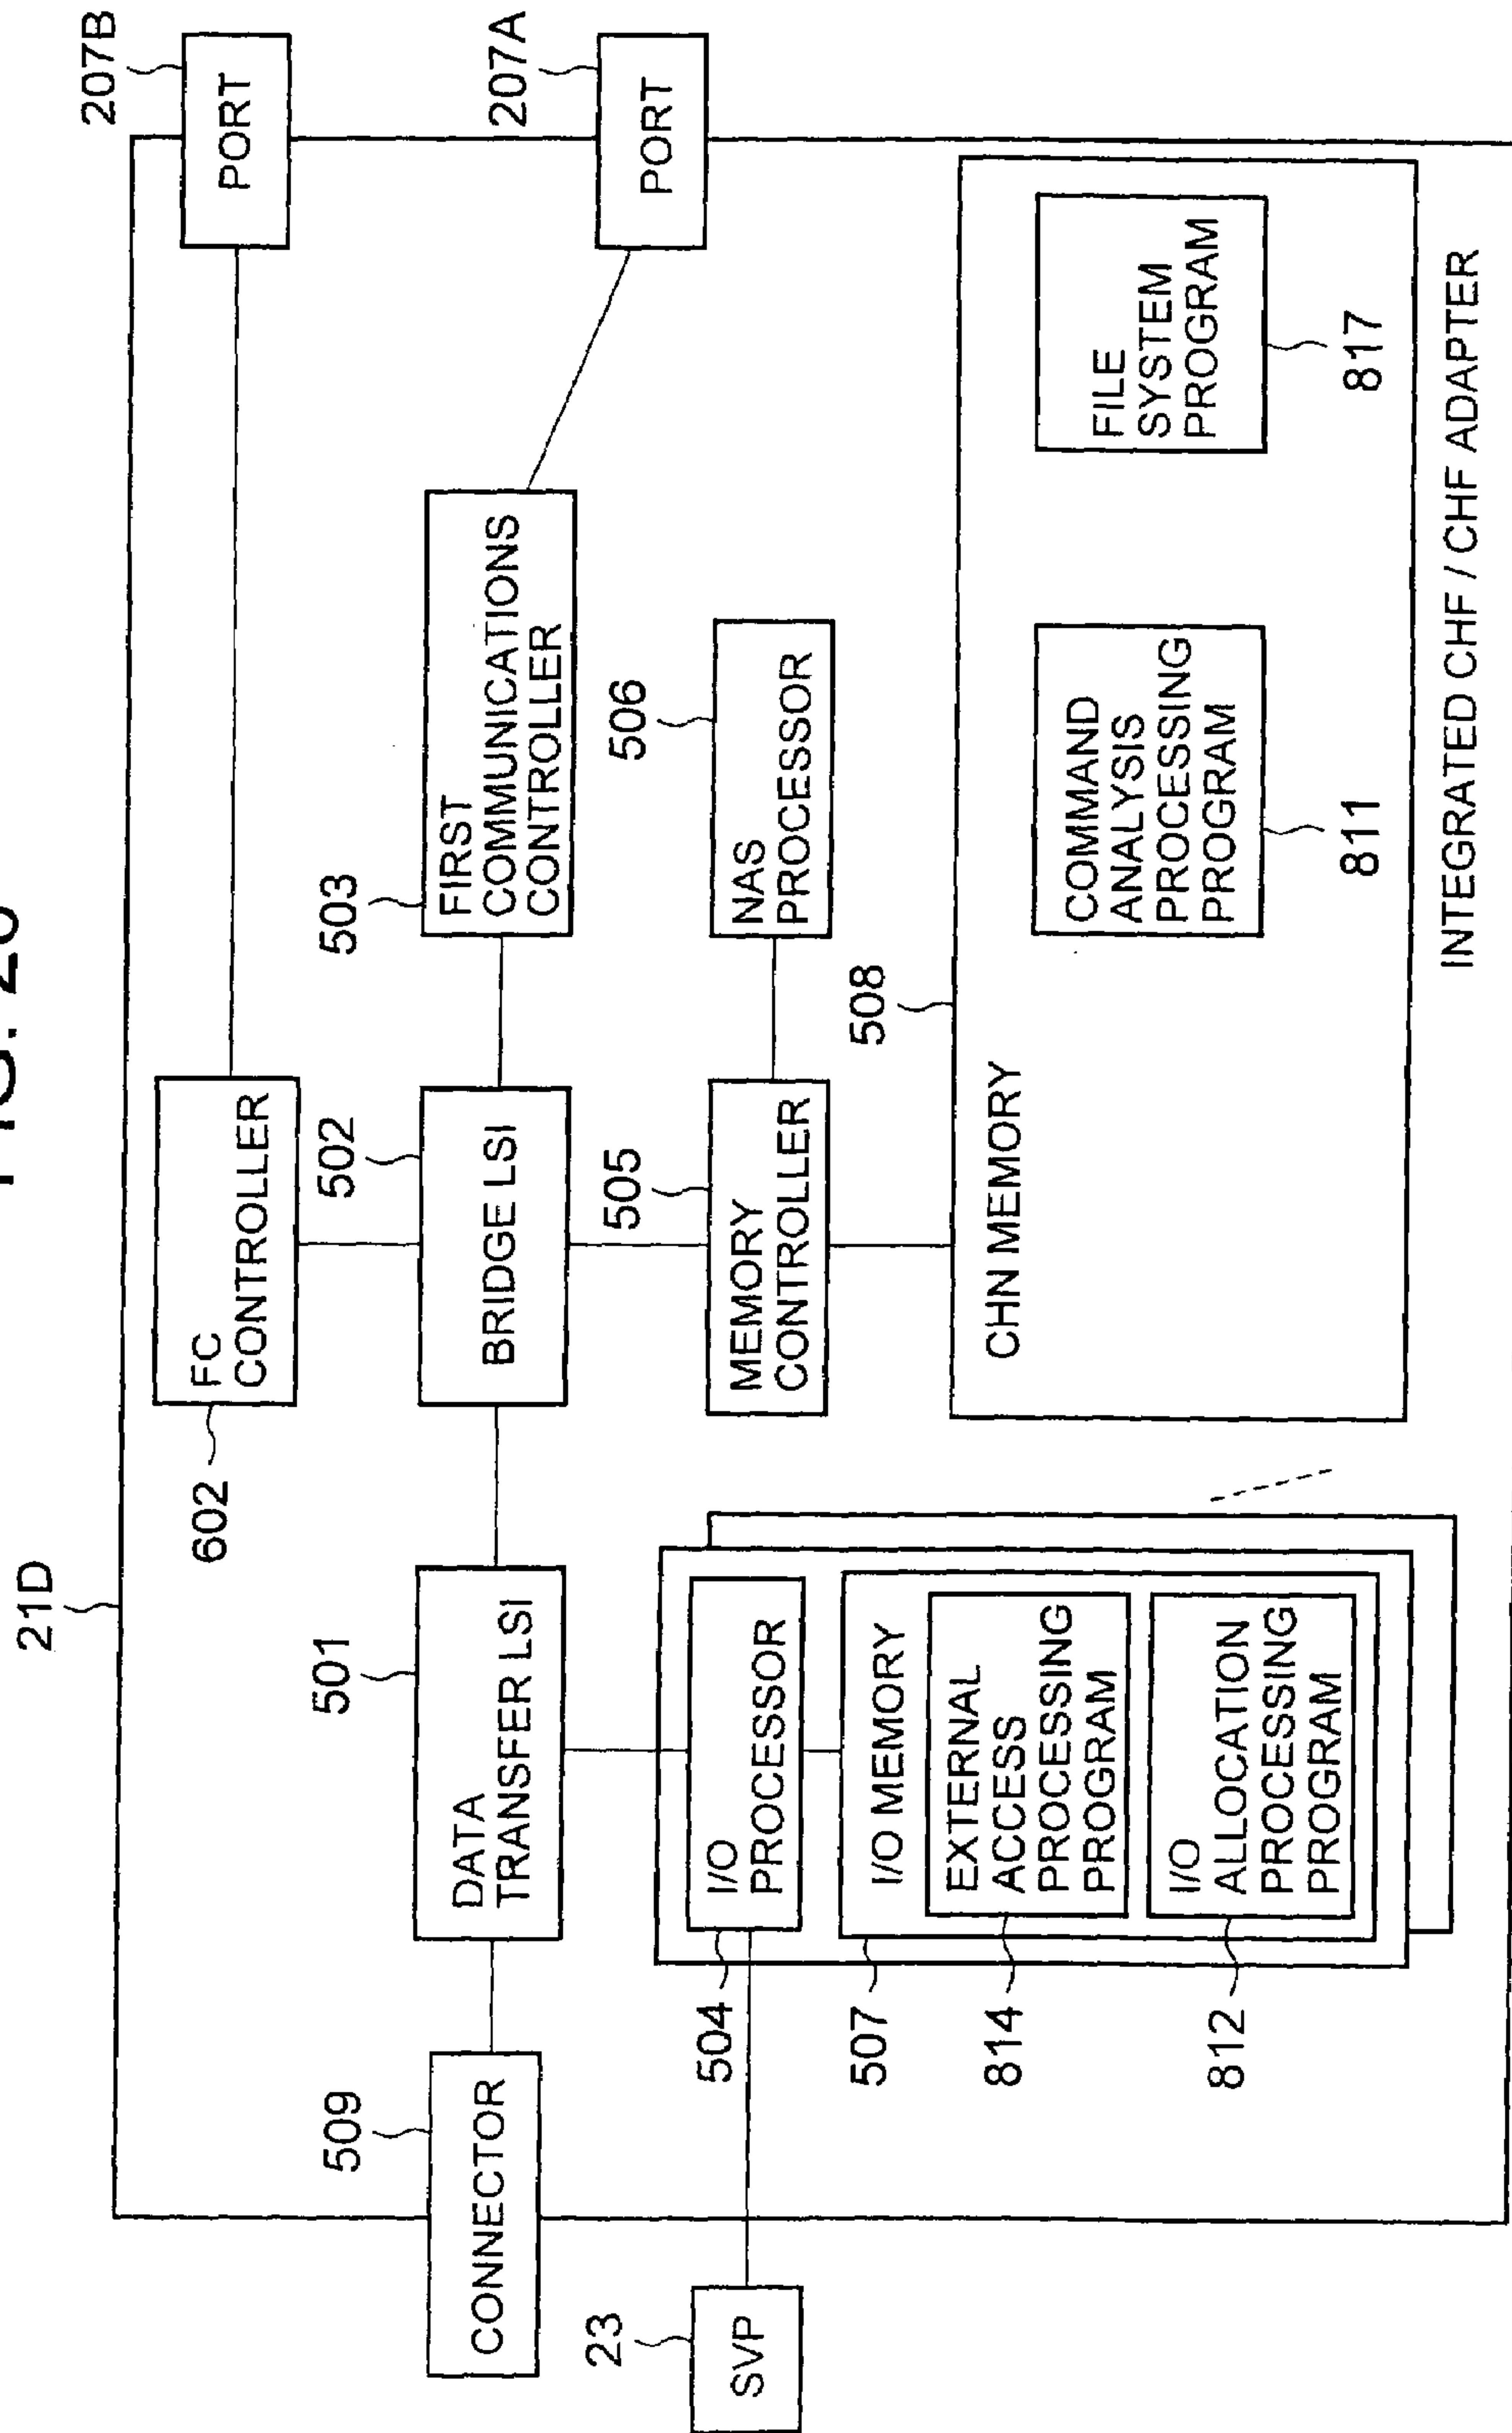 21D
207B
PORT
602
FC
CONTROLLER
207A
PORT
509
CONNECTOR
501
DATA
TRANSFER LSI
502
BRIDGE LSI
503
FIRST
COMMUNICATIONS
CONTROLLER
23
SVP
504
I/O
PROCESSOR
505
MEMORY
CONTROLLER
506
NAS
PROCESSOR
507
I/O MEMORY
814
EXTERNAL
ACCESS
PROCESSING
PROGRAM
812
I/O
ALLOCATION
PROCESSING
PROGRAM
508
CHN MEMORY
COMMAND
ANALYSIS
PROCESSING
PROGRAM
811
FILE
SYSTEM
PROGRAM
817
INTEGRATED CHF / CHF ADAPTER